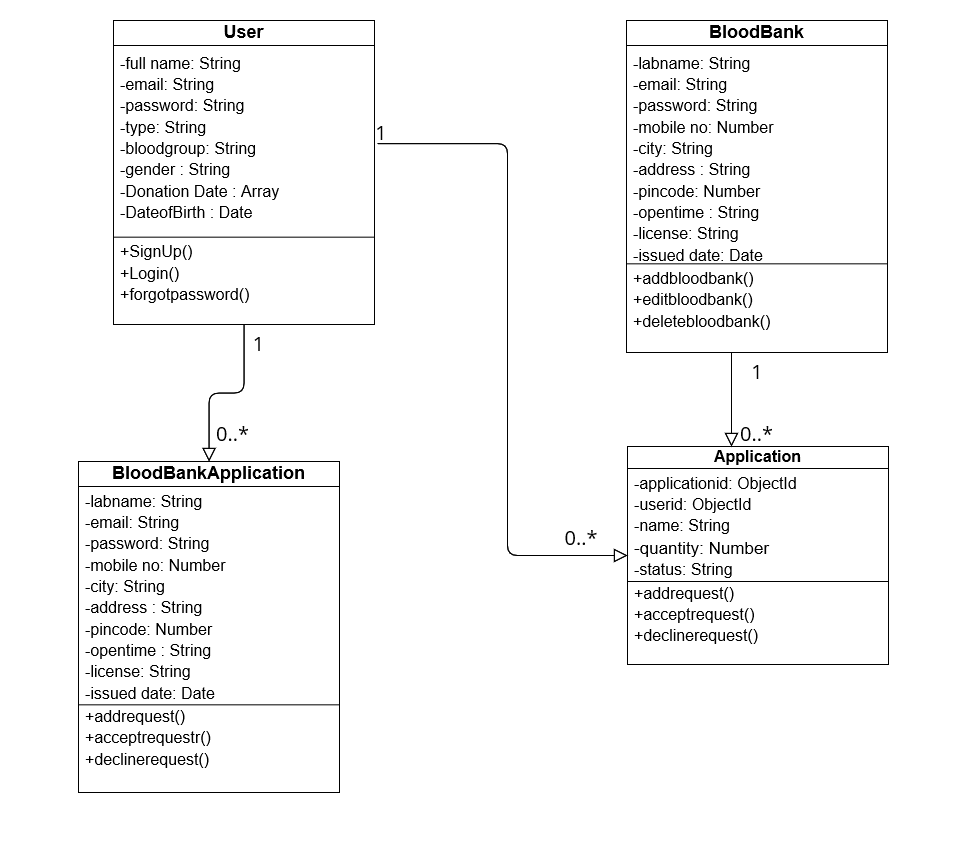 User
-full name: String
-email: String
-password: String
-type: String
-bloodgroup: String
-gender : String
-Donation Date : Array
-DateofBirth : Date
+SignUp()
+Login()
+forgotpassword()
1
1
0..*
BloodBankApplication
-labname: String
-email: String
-password: String
-mobile no: Number
-city: String
-address : String
-pincode: Number
-opentime : String
-license: String
-issued date: Date
+addrequest()
+acceptrequestr()
+declinerequest()
BloodBank
-labname: String
-email: String
-password: String
-mobile no: Number
-city: String
-address : String
-pincode: Number
-opentime : String
-license: String
-issued date: Date
+addbloodbank()
+editbloodbank()
+deletebloodbank()
1
0..*
0..*
Application
-applicationid: ObjectId
-userid: ObjectId
-name: String
-quantity: Number
-status: String
+addrequest()
+acceptrequest()
+declinerequest()